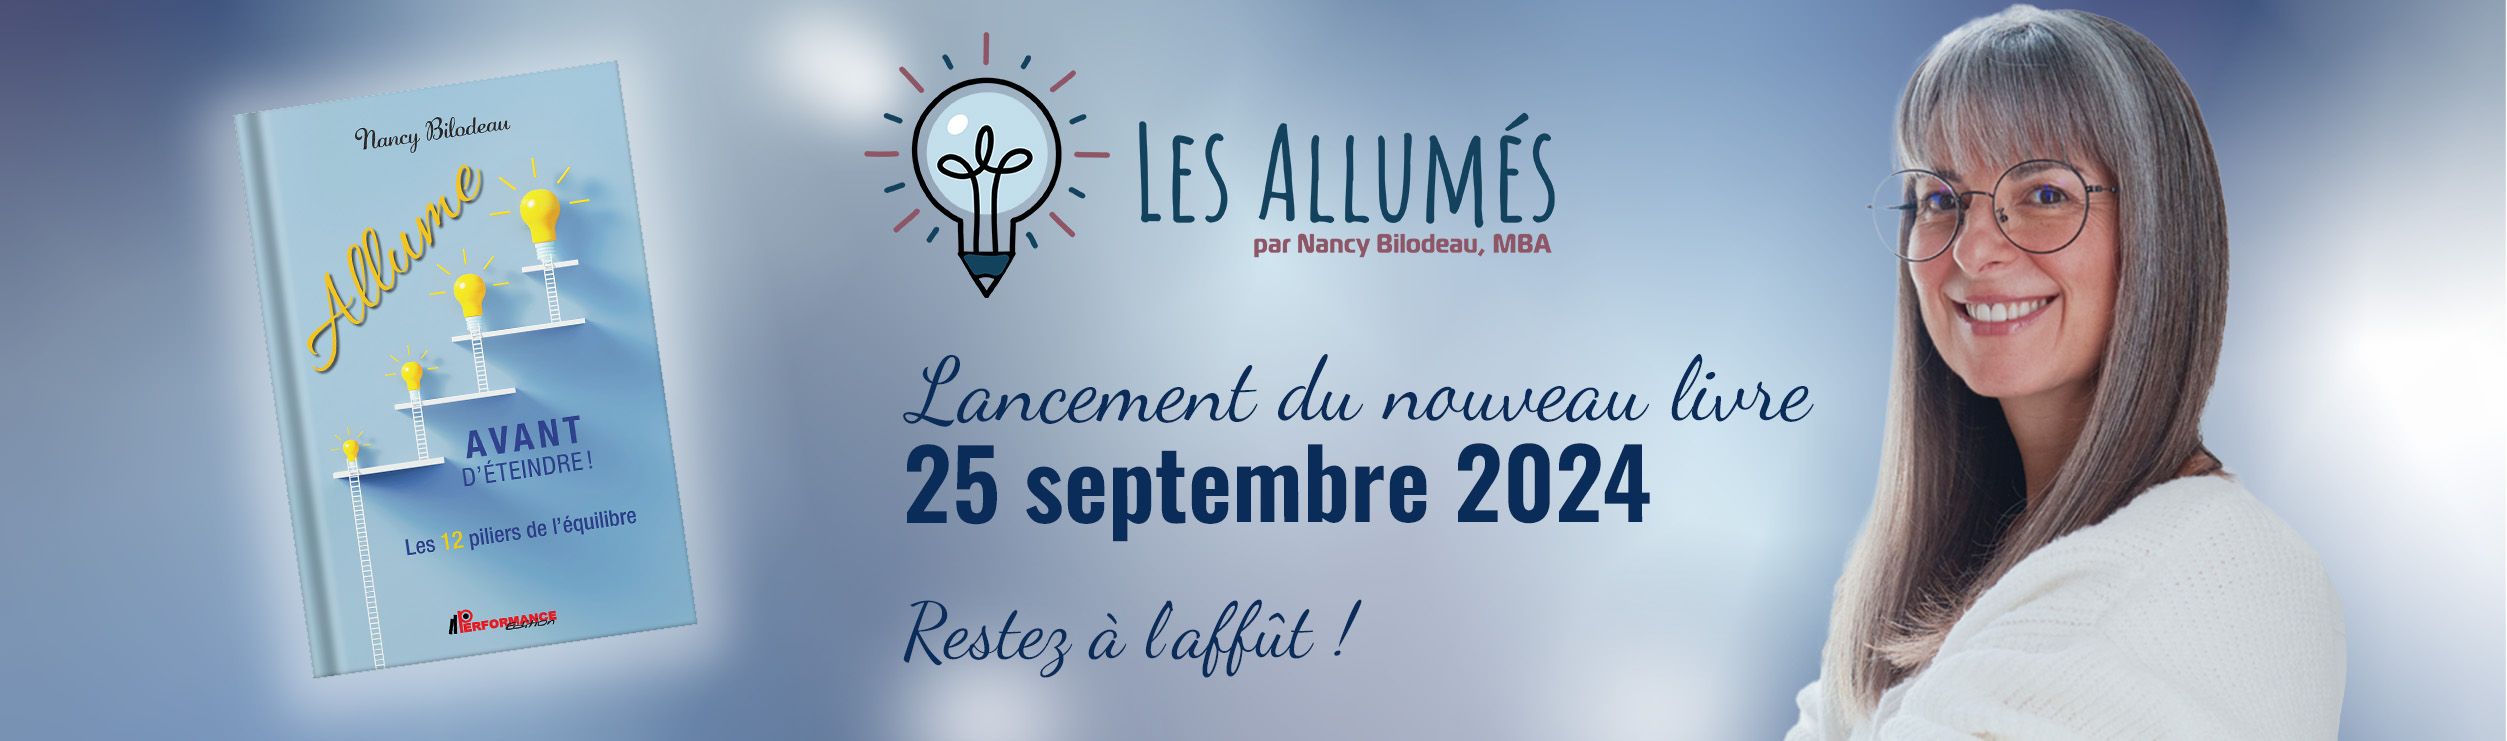 Nancy Bilodeau
Allume
AVANT
D'ÉTEINDRE !
Les 12 piliers de l'équilibre
PERFORMANCE
EDITION
LES ALLUMÉS
par Nancy Bilodeau, MBA
Lancement du nouveau livre
25 septembre 2024
Restez à l'affût !